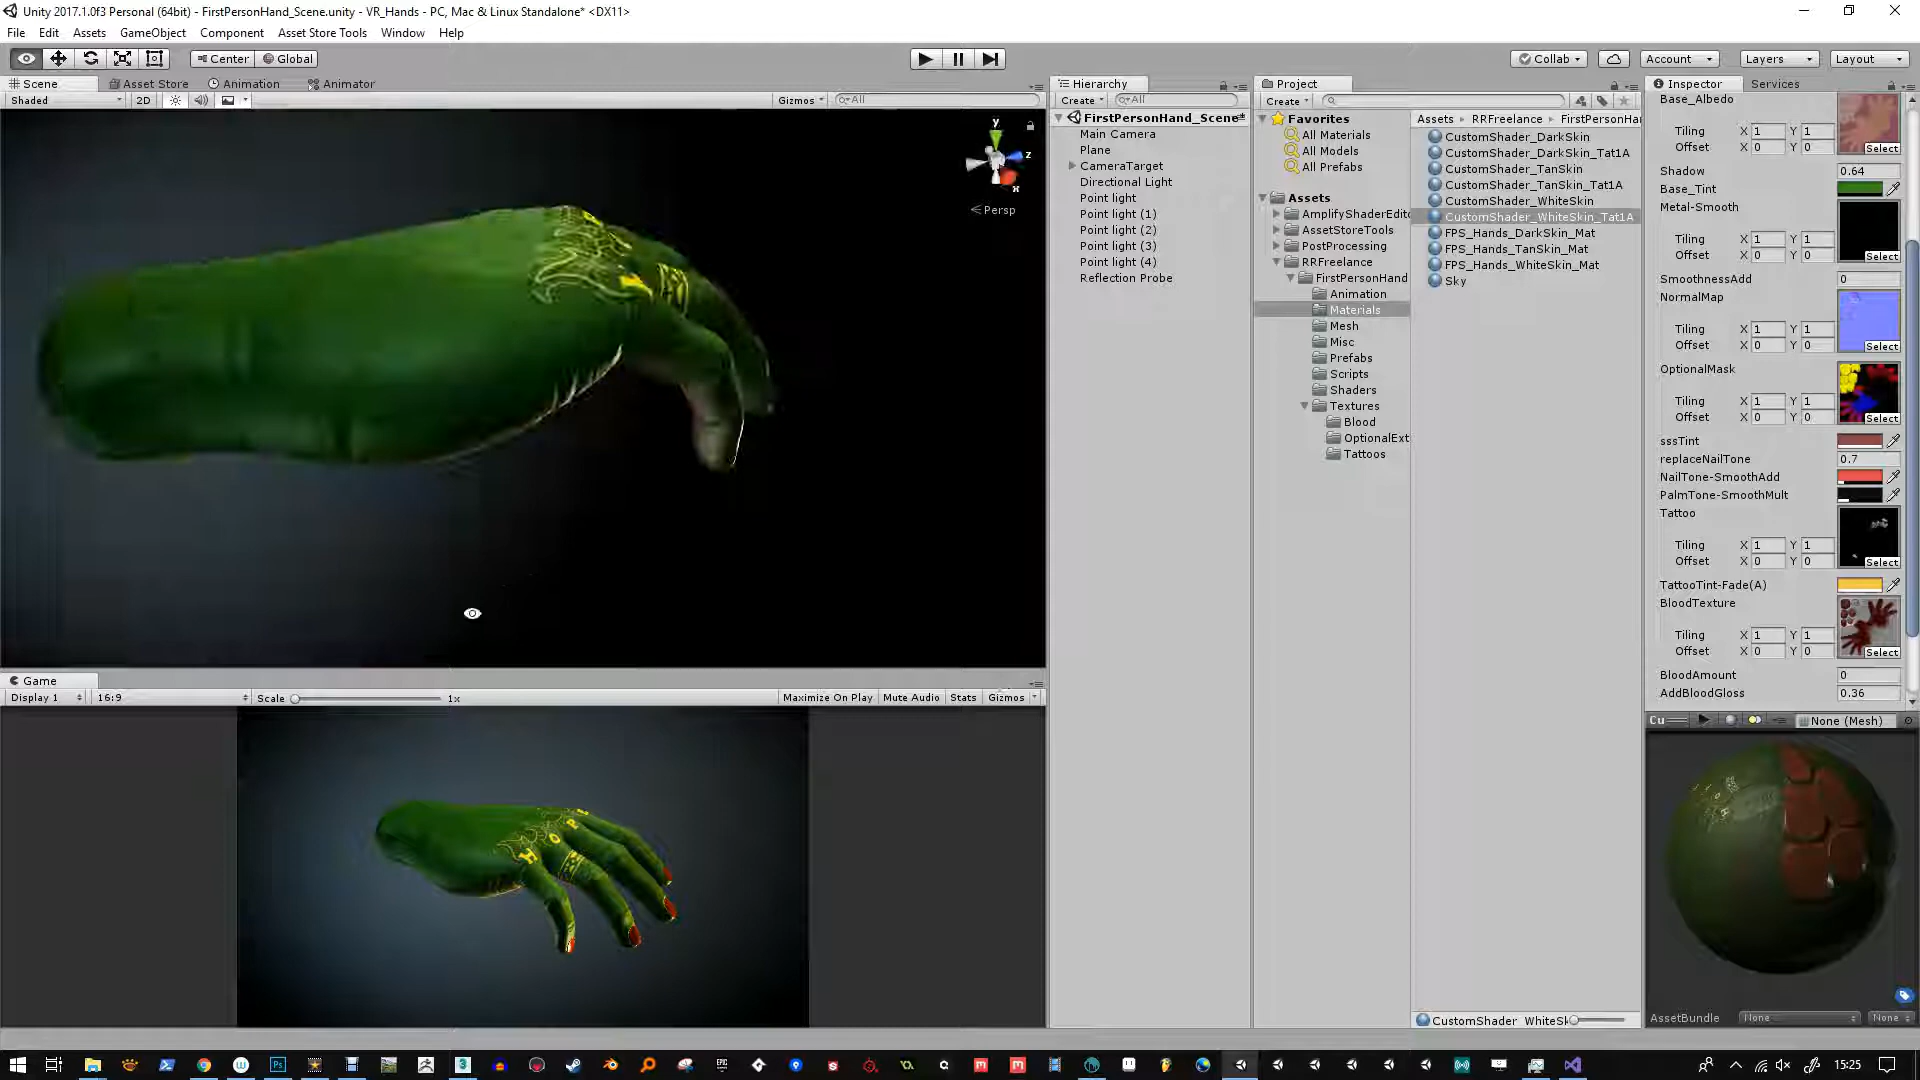 Unity 2017.1.0f3 Personal (64bit) - FirstPersonHand_Scene.unity - VR_Hands - PC, Mac & Linux Standalone* <DX11>
File Edit Assets GameObject Component Asset Store Tools Window Help
Center Global Collab Account Layers Layout
Scene Asset Store Animation Animator
Shaded 2D Gizmos All
y
z
x
Persp
Game
Display 1 16:9 Scale 1x Maximize On Play Mute Audio Stats Gizmos
H O P
Hierarchy
Create All
FirstPersonHand_Scene*
Main Camera
Plane
CameraTarget
Directional Light
Point light
Point light (1)
Point light (2)
Point light (3)
Point light (4)
Reflection Probe
Project
Create
Favorites
All Materials
All Models
All Prefabs
Assets
AmplifyShaderEdito
AssetStoreTools
PostProcessing
RRFreelance
FirstPersonHand
Animation
Materials
Mesh
Misc
Prefabs
Scripts
Shaders
Textures
Blood
OptionalExt
Tattoos
Assets RRFreelance FirstPersonHar
CustomShader_DarkSkin
CustomShader_DarkSkin_Tat1A
CustomShader_TanSkin
CustomShader_TanSkin_Tat1A
CustomShader_WhiteSkin
CustomShader_WhiteSkin_Tat1A
FPS_Hands_DarkSkin_Mat
FPS_Hands_TanSkin_Mat
FPS_Hands_WhiteSkin_Mat
Sky
CustomShader_WhiteSk
Inspector Services
Base_Albedo
Tiling X 1 Y 1
Offset X 0 Y 0 Select
Shadow 0.64
Base_Tint
Metal-Smooth
Tiling X 1 Y 1
Offset X 0 Y 0 Select
SmoothnessAdd 0
NormalMap
Tiling X 1 Y 1
Offset X 0 Y 0 Select
OptionalMask
Tiling X 1 Y 1
Offset X 0 Y 0 Select
sssTint
replaceNailTone 0.7
NailTone-SmoothAdd
PalmTone-SmoothMult
Tattoo
Tiling X 1 Y 1
Offset X 0 Y 0 Select
TattooTint-Fade(A)
BloodTexture
Tiling X 1 Y 1
Offset X 0 Y 0 Select
BloodAmount 0
AddBloodGloss 0.36
Cu None (Mesh)
AssetBundle None None
15:25